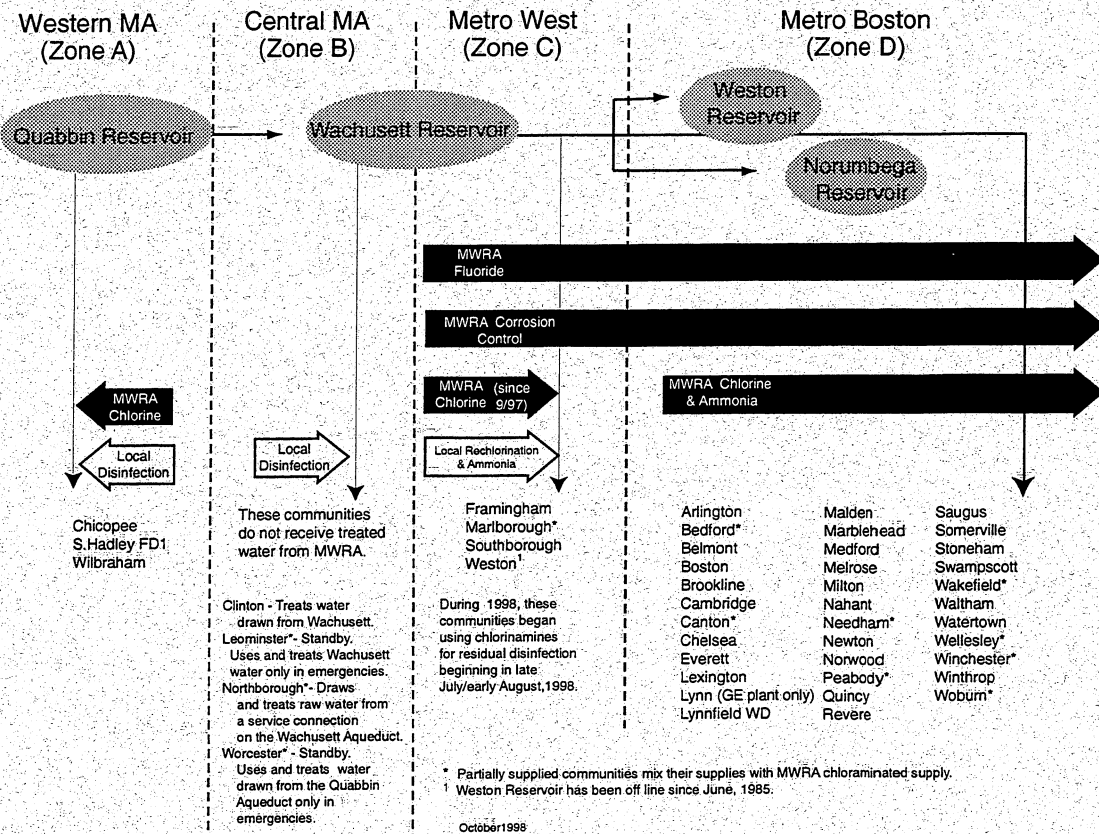 Western MA
(Zone A)
Central MA
(Zone B)
Metro West
(Zone C)
Metro Boston
(Zone D)
Quabbin Reservoir
Wachusett Reservoir
Weston
Reservoir
Norumbega
Reservoir
MWRA
Fluoride
MWRA Corrosion
Control
MWRA
Chlorine
MWRA (since
Chlorine 9/97)
MWRA Chlorine
& Ammonia
Local
Disinfection
Local
Disinfection
Local Rechlorination
& Ammonia
Chicopee
S.Hadley FD1
Wilbraham
These communities
do not receive treated
water from MWRA.
Clinton - Treats water
drawn from Wachusett.
Leominster*- Standby.
Uses and treats Wachusett
water only in emergencies.
Northborough*- Draws
and treats raw water from
a service connection
on the Wachusett Aqueduct.
Worcester* - Standby.
Uses and treats water
drawn from the Quabbin
Aqueduct only in
emergencies.
Framingham
Marlborough*
Southborough
Weston¹
During 1998, these
communities began
using chlorinamines
for residual disinfection
beginning in late
July/early August,1998.
Arlington
Bedford*
Belmont
Boston
Brookline
Cambridge
Canton*
Chelsea
Everett
Lexington
Lynn (GE plant only)
Lynnfield WD
Malden
Marblehead
Medford
Melrose
Milton
Nahant
Needham*
Newton
Norwood
Peabody*
Quincy
Revere
Saugus
Somerville
Stoneham
Swampscott
Wakefield*
Waltham
Watertown
Wellesley*
Winchester*
Winthrop
Woburn*
* Partially supplied communities mix their supplies with MWRA chloraminated supply.
¹ Weston Reservoir has been off line since June, 1985.
October1998